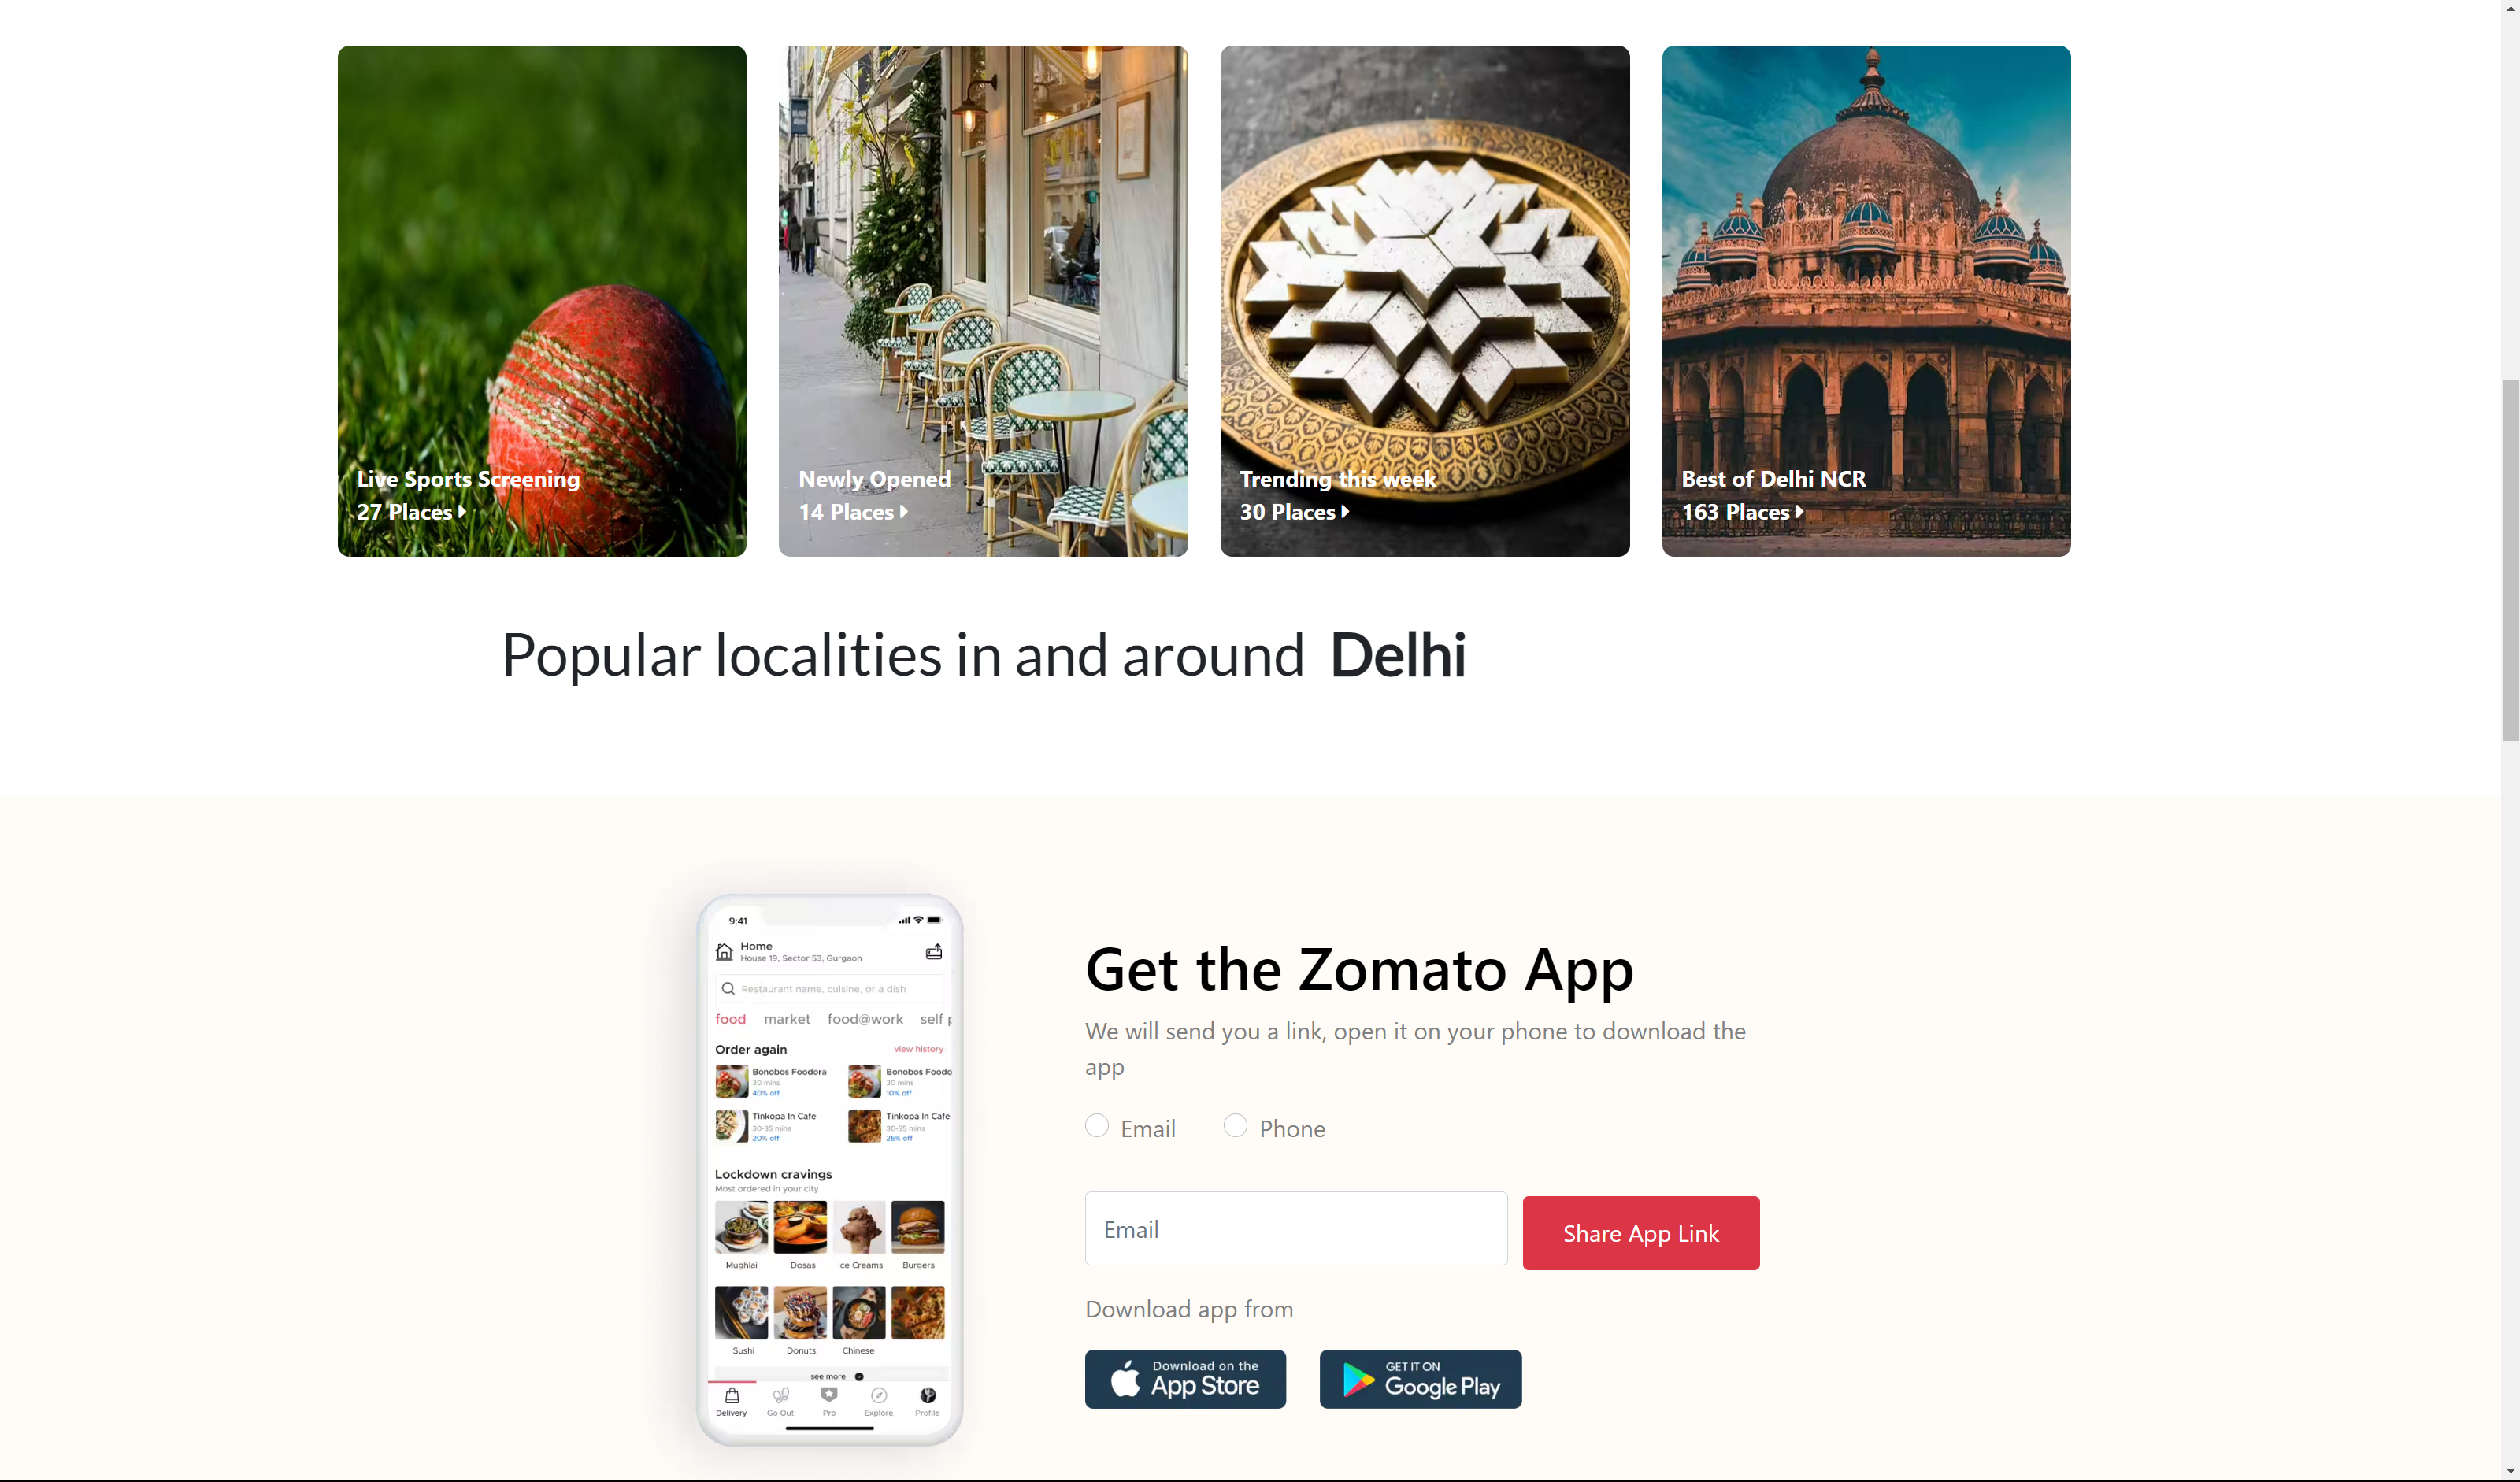 Live Sports Screening
27 Places
Newly Opened
14 Places
Trending this week
30 Places
Best of Delhi NCR
163 Places
Popular localities in and around Delhi
9:41
Home
House 19, Sector 53, Gurgaon
Restaurant name, cuisine, or a dish
food market food@work self p
Order again view history
Bonobos Foodora
30 mins
40% off
Bonobos Foodo
30 mins
10% off
Tinkopa In Cafe
30-35 mins
20% off
Tinkopa In Cafe
30-35 mins
25% off
Lockdown cravings
Most ordered in your city
Mughlai Dosas Ice Creams Burgers
Sushi Donuts Chinese
see more
Delivery Go Out Pro Explore Profile
Get the Zomato App
We will send you a link, open it on your phone to download the
app
Email Phone
Email
Share App Link
Download app from
Download on the
App Store
GET IT ON
Google Play